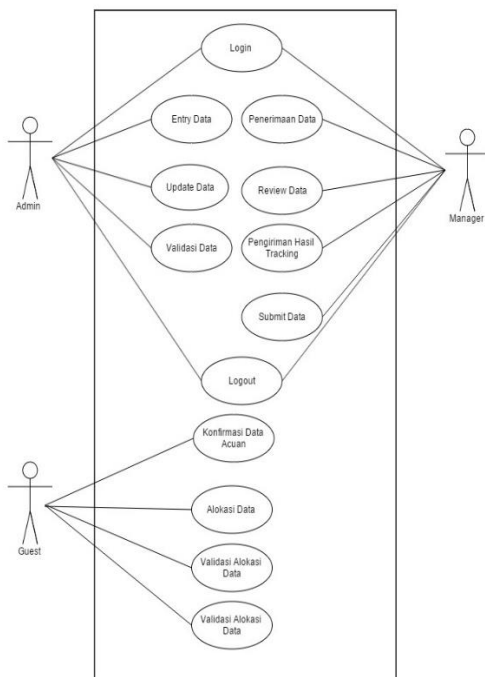 Login
Entry Data
Penerimaan Data
Admin
Manager
Update Data
Review Data
Validasi Data
Pengiriman Hasil
Tracking
Submit Data
Logout
Konfirmasi Data
Acuan
Guest
Alokasi Data
Validasi Alokasi
Data
Validasi Alokasi
Data